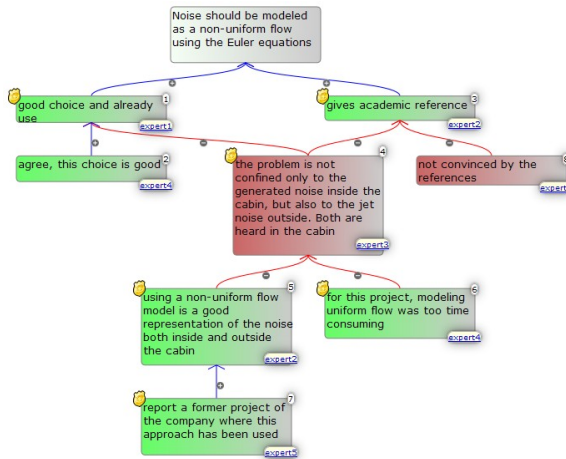 Noise should be modeled
as a non-uniform flow
using the Euler equations
+
+
1
good choice and already
use
expert1
3
gives academic reference
expert2
+
-
-
-
2
agree, this choice is good
expert4
4
the problem is not
confined only to the
generated noise inside the
cabin, but also to the jet
noise outside. Both are
heard in the cabin
expert3
8
not convinced by the
references
-
-
5
using a non-uniform flow
model is a good
representation of the noise
both inside and outside
the cabin
expert2
6
for this project, modeling
uniform flow was too time
consuming
expert4
+
7
report a former project of
the company where this
approach has been used
expert5